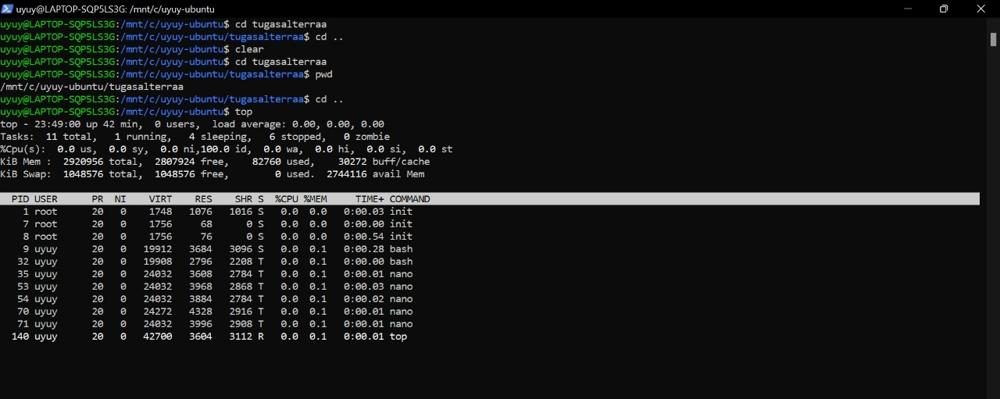 uyuy@LAPTOP-SQP5LS3G: /mnt/c/uyuy-ubuntu
uyuy@LAPTOP-SQP5LS3G:/mnt/c/uyuy-ubuntu$ cd tugasalterraa
uyuy@LAPTOP-SQP5LS3G:/mnt/c/uyuy-ubuntu/tugasalterraa$ cd ..
uyuy@LAPTOP-SQP5LS3G:/mnt/c/uyuy-ubuntu$ clear
uyuy@LAPTOP-SQP5LS3G:/mnt/c/uyuy-ubuntu$ cd tugasalterraa
uyuy@LAPTOP-SQP5LS3G:/mnt/c/uyuy-ubuntu/tugasalterraa$ pwd
/mnt/c/uyuy-ubuntu/tugasalterraa
uyuy@LAPTOP-SQP5LS3G:/mnt/c/uyuy-ubuntu/tugasalterraa$ cd ..
uyuy@LAPTOP-SQP5LS3G:/mnt/c/uyuy-ubuntu$ top
top - 23:49:00 up 42 min,  0 users,  load average: 0.00, 0.00, 0.00
Tasks:  11 total,   1 running,   4 sleeping,   6 stopped,   0 zombie
%Cpu(s):  0.0 us,  0.0 sy,  0.0 ni,100.0 id,  0.0 wa,  0.0 hi,  0.0 si,  0.0 st
KiB Mem :  2920956 total,  2807924 free,    82760 used,    30272 buff/cache
KiB Swap:  1048576 total,  1048576 free,        0 used.  2744116 avail Mem
  PID USER      PR  NI    VIRT    RES    SHR S  %CPU %MEM     TIME+ COMMAND
    1 root      20   0    1748   1076   1016 S   0.0  0.0   0:00.03 init
    7 root      20   0    1756     68      0 S   0.0  0.0   0:00.00 init
    8 root      20   0    1756     76      0 S   0.0  0.0   0:00.54 init
    9 uyuy      20   0   19912   3684   3096 S   0.0  0.1   0:00.28 bash
   32 uyuy      20   0   19908   2796   2208 T   0.0  0.1   0:00.00 bash
   35 uyuy      20   0   24032   3608   2784 T   0.0  0.1   0:00.01 nano
   53 uyuy      20   0   24032   3968   2868 T   0.0  0.1   0:00.03 nano
   54 uyuy      20   0   24032   3884   2784 T   0.0  0.1   0:00.02 nano
   70 uyuy      20   0   24272   4328   2916 T   0.0  0.1   0:00.01 nano
   71 uyuy      20   0   24032   3996   2908 T   0.0  0.1   0:00.01 nano
  140 uyuy      20   0   42700   3604   3112 R   0.0  0.1   0:00.01 top